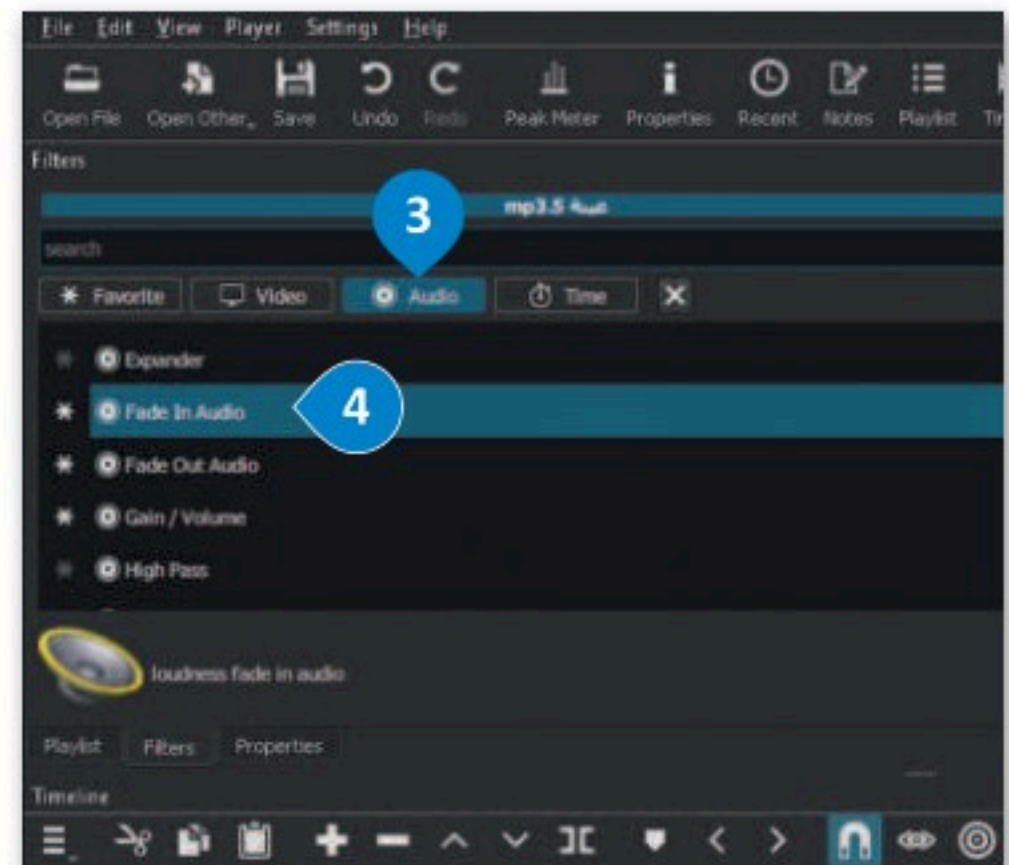 File Edit View Player Settings Help
Open File Open Other Save Undo Redo Peak Meter Properties Recent Notes Playlist
Filters
عينة 5.mp3
3
search
Favorite Video Audio Time
Expander
Fade In Audio
4
Fade Out Audio
Gain / Volume
High Pass
loudness fade in audio
Playlist Filters Properties
Timeline